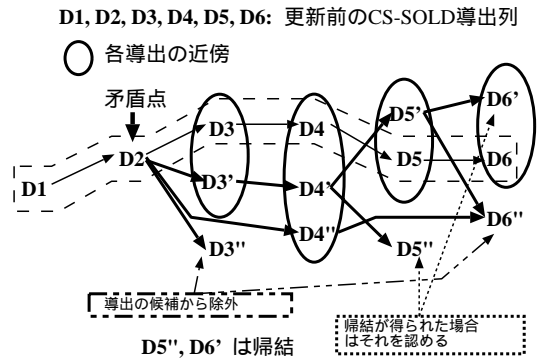 D1, D2, D3, D4, D5, D6: 更新前のCS-SOLD導出列
各導出の近傍
矛盾点
D1
D2
D3
D4
D5
D6
D3'
D4'
D5'
D6'
D3''
D4''
D5''
D6''
導出の候補から除外
帰結が得られた場合
はそれを認める
D5'', D6' は帰結